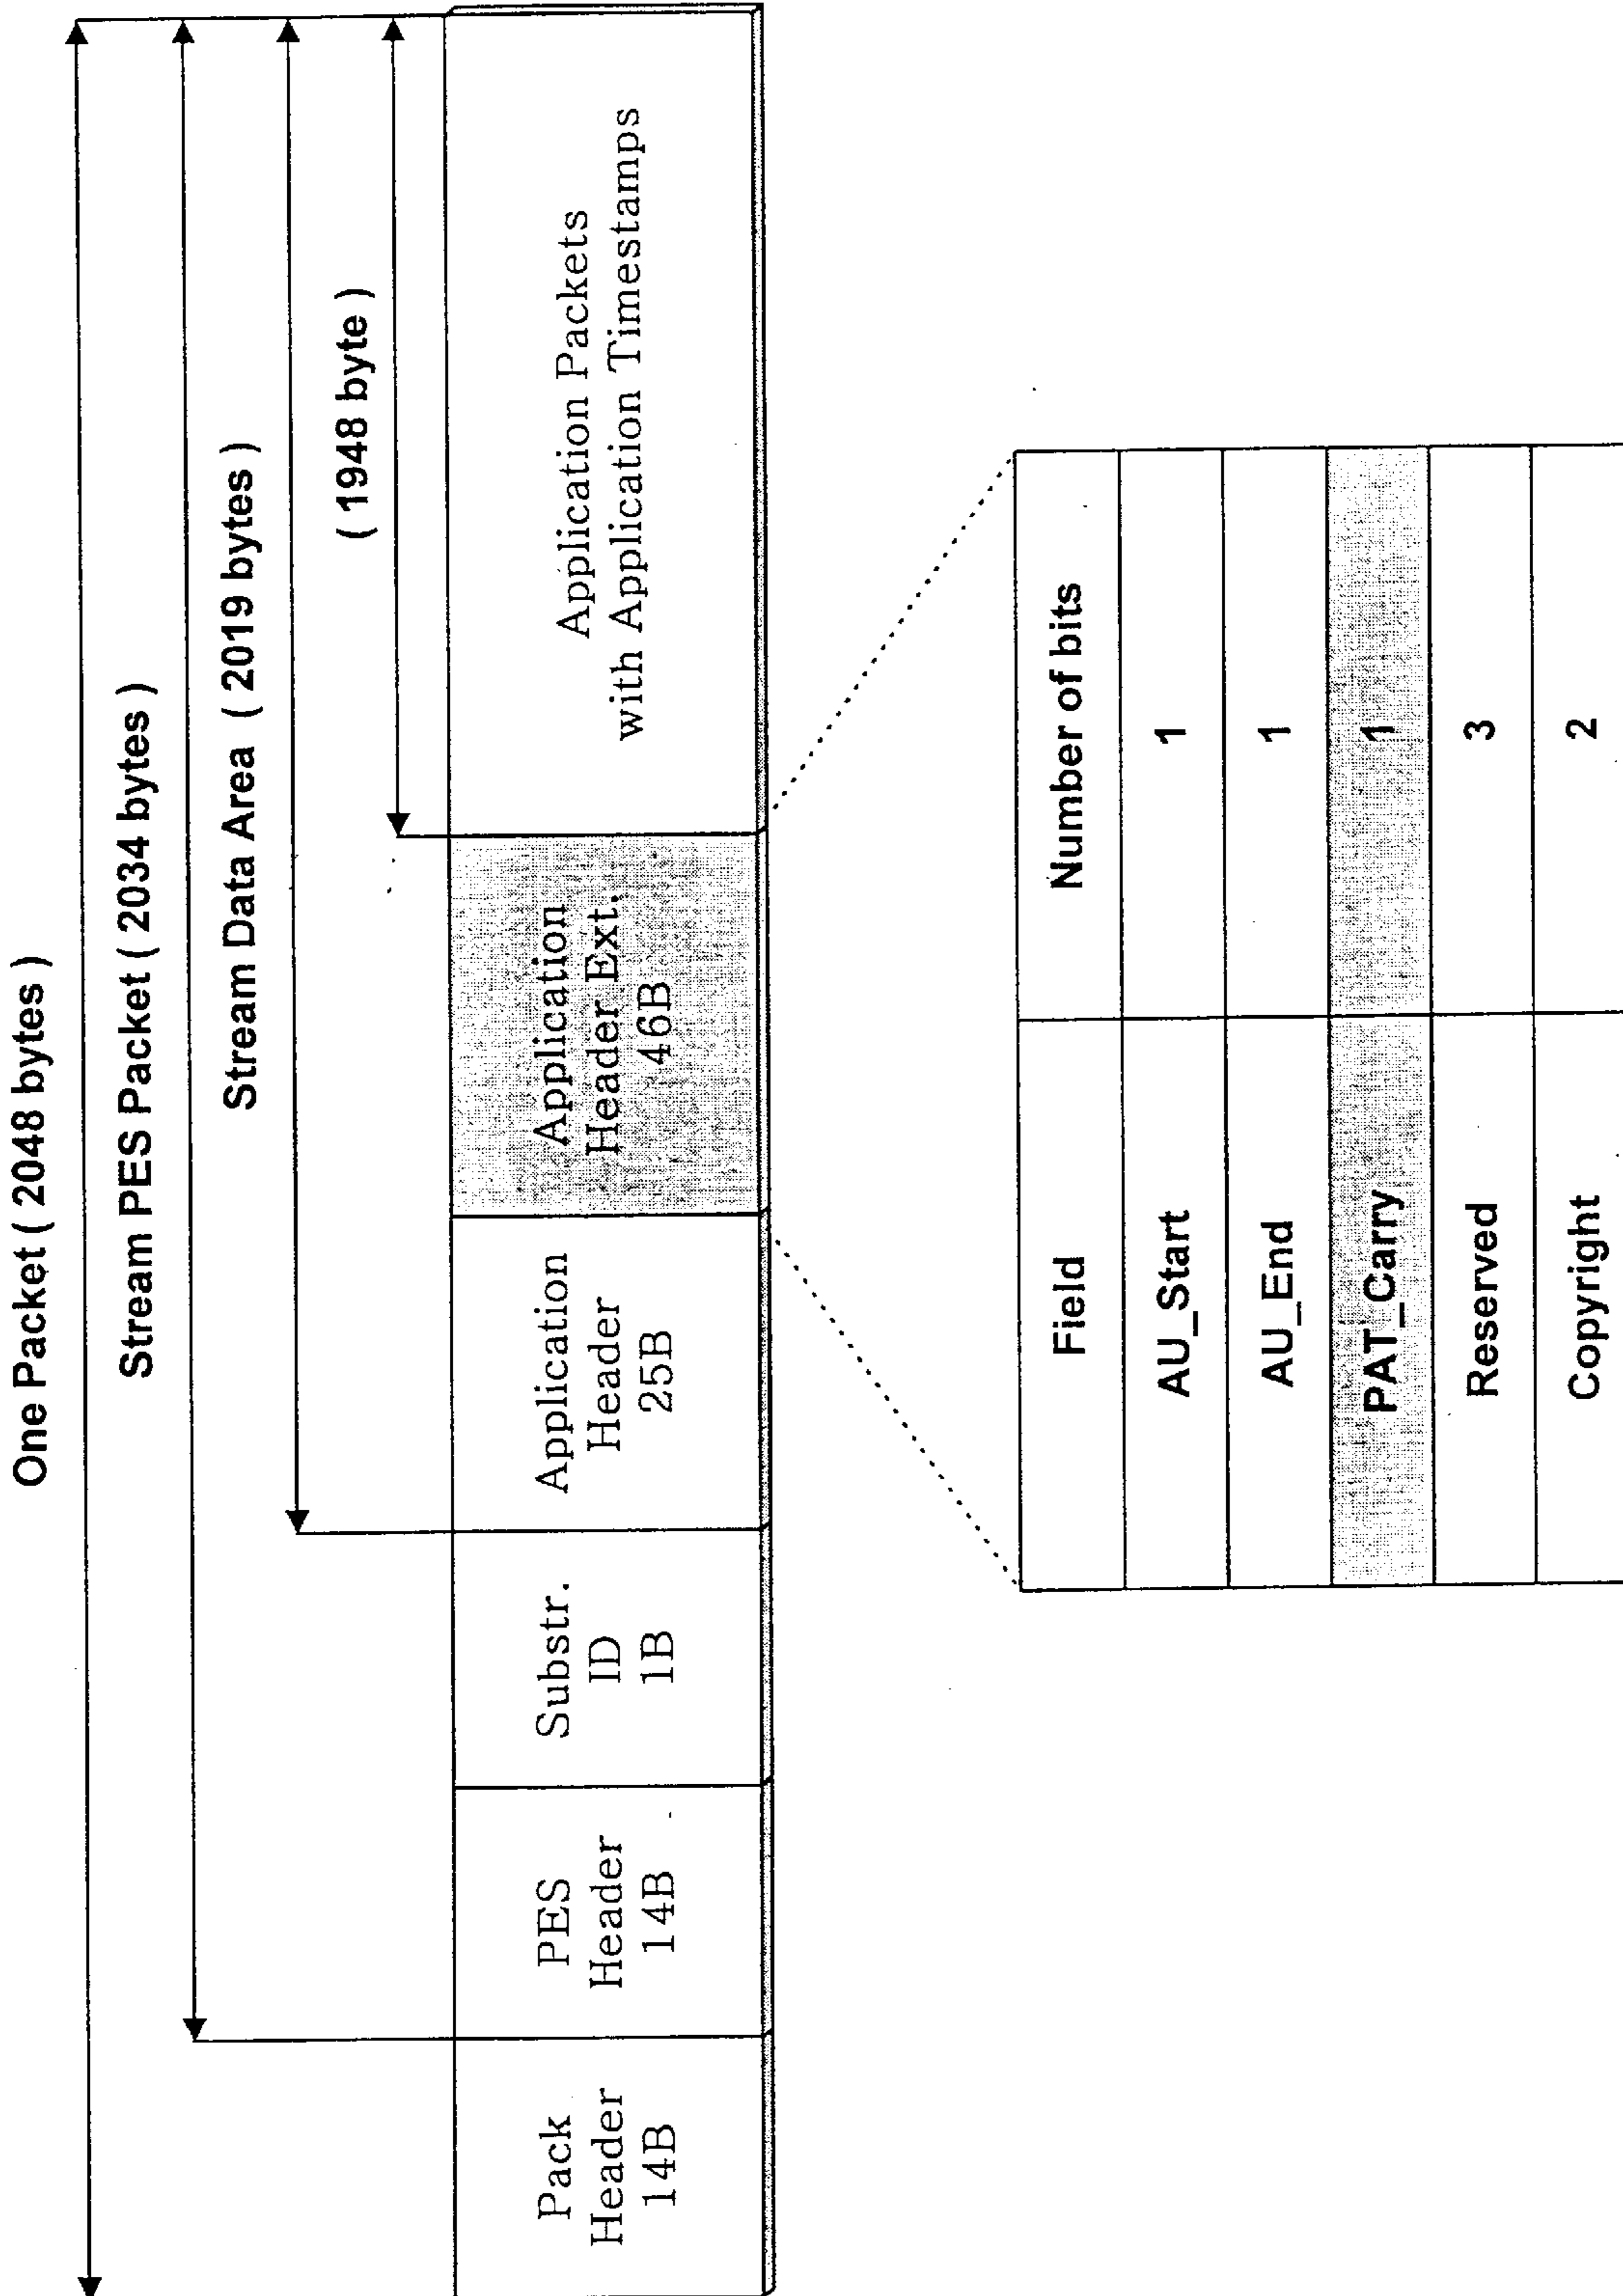 One Packet ( 2048 bytes )
Stream PES Packet ( 2034 bytes )
Stream Data Area ( 2019 bytes )
( 1948 byte )
Pack
Header
14B
PES
Header
14B
Substr.
ID
1B
Application
Header
25B
Application
Header Ext.
46B
Application Packets
with Application Timestamps
Field Number of bits
AU_Start 1
AU_End 1
PAT_Carry 1
Reserved 3
Copyright 2